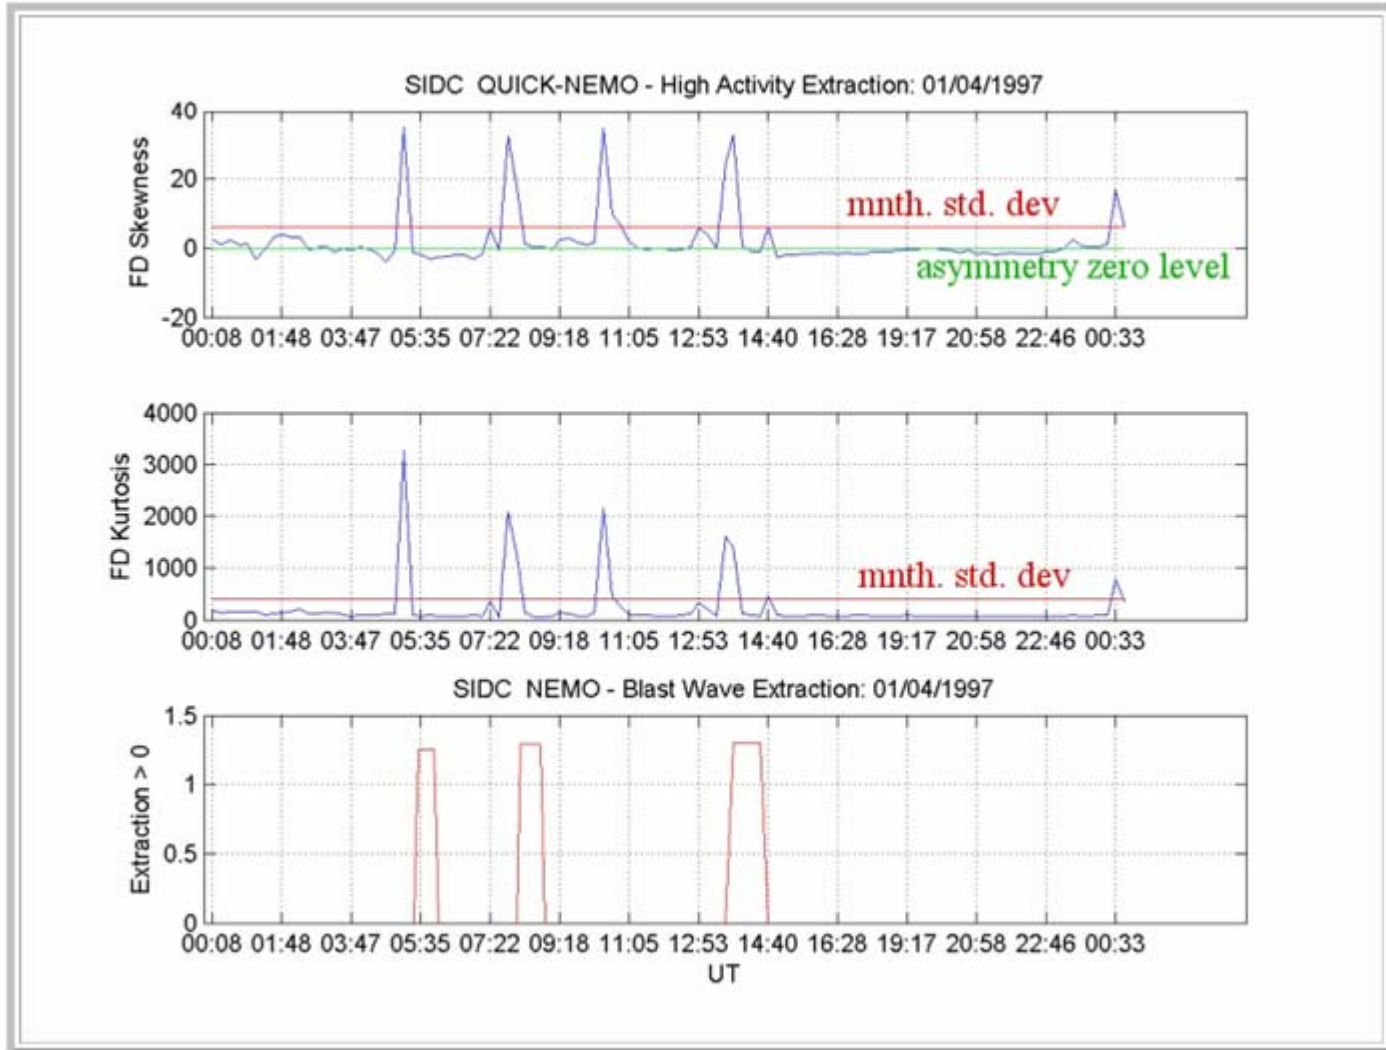 SIDC QUICK-NEMO - High Activity Extraction: 01/04/1997
FD Skewness
40
20
0
-20
mnth. std. dev
asymmetry zero level
00:08 01:48 03:47 05:35 07:22 09:18 11:05 12:53 14:40 16:28 19:17 20:58 22:46 00:33
FD Kurtosis
4000
3000
2000
1000
0
mnth. std. dev
00:08 01:48 03:47 05:35 07:22 09:18 11:05 12:53 14:40 16:28 19:17 20:58 22:46 00:33
SIDC NEMO - Blast Wave Extraction: 01/04/1997
Extraction > 0
1.5
1
0.5
0
00:08 01:48 03:47 05:35 07:22 09:18 11:05 12:53 14:40 16:28 19:17 20:58 22:46 00:33
UT